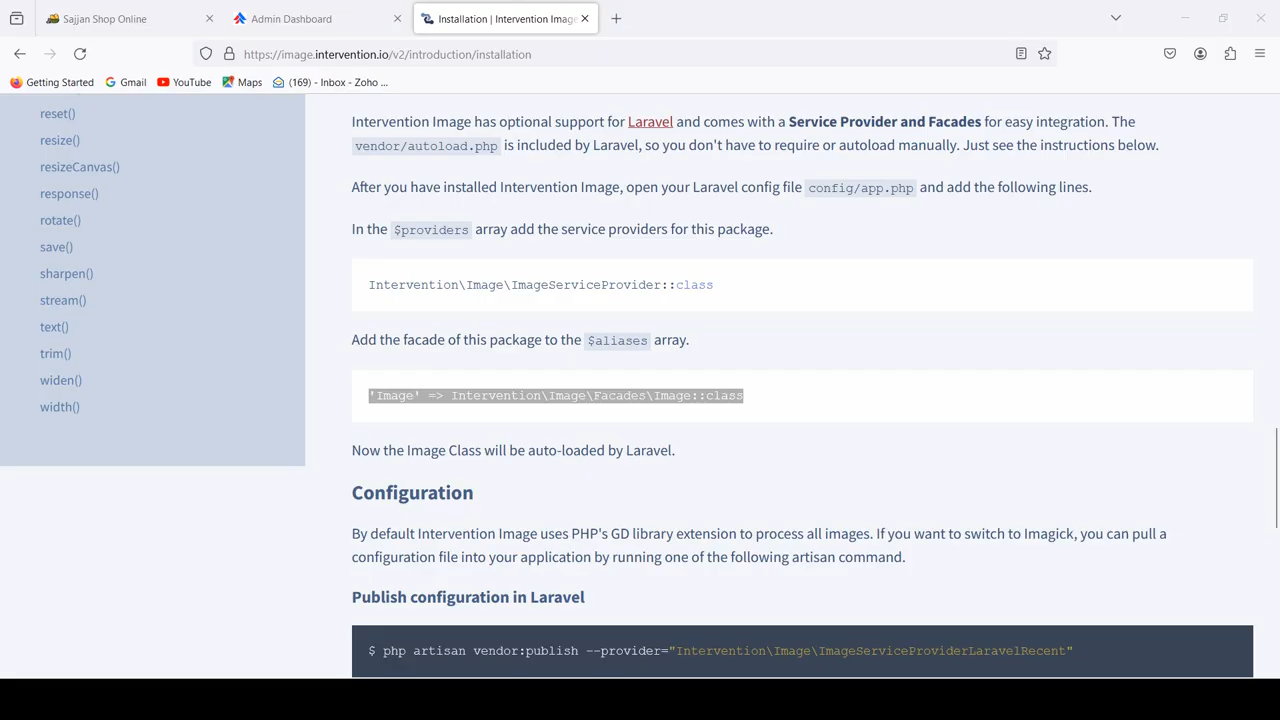 Sajjan Shop Online
Admin Dashboard
Installation | Intervention Image
https://image.intervention.io/v2/introduction/installation
Getting Started
Gmail
YouTube
Maps
(169) - Inbox - Zoho ...
reset()
resize()
resizeCanvas()
response()
rotate()
save()
sharpen()
stream()
text()
trim()
widen()
width()
Intervention Image has optional support for Laravel and comes with a Service Provider and Facades for easy integration. The
vendor/autoload.php is included by Laravel, so you don't have to require or autoload manually. Just see the instructions below.
After you have installed Intervention Image, open your Laravel config file config/app.php and add the following lines.
In the $providers array add the service providers for this package.
Intervention\Image\ImageServiceProvider::class
Add the facade of this package to the $aliases array.
'Image' => Intervention\Image\Facades\Image::class
Now the Image Class will be auto-loaded by Laravel.
Configuration
By default Intervention Image uses PHP's GD library extension to process all images. If you want to switch to Imagick, you can pull a
configuration file into your application by running one of the following artisan command.
Publish configuration in Laravel
$ php artisan vendor:publish --provider="Intervention\Image\ImageServiceProviderLaravelRecent"